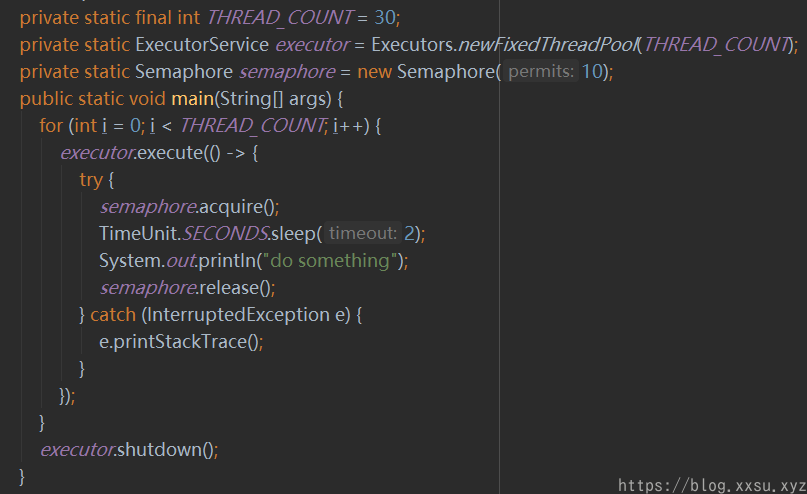 private static final int THREAD_COUNT = 30;
private static ExecutorService executor = Executors.newFixedThreadPool(THREAD_COUNT);
private static Semaphore semaphore = new Semaphore( permits: 10);
public static void main(String[] args) {
for (int i = 0; i < THREAD_COUNT; i++) {
executor.execute(() -> {
try {
semaphore.acquire();
TimeUnit.SECONDS.sleep( timeout: 2);
System.out.println("do something");
semaphore.release();
} catch (InterruptedException e) {
e.printStackTrace();
}
});
}
executor.shutdown();
}
https://blog.xxsu.xyz